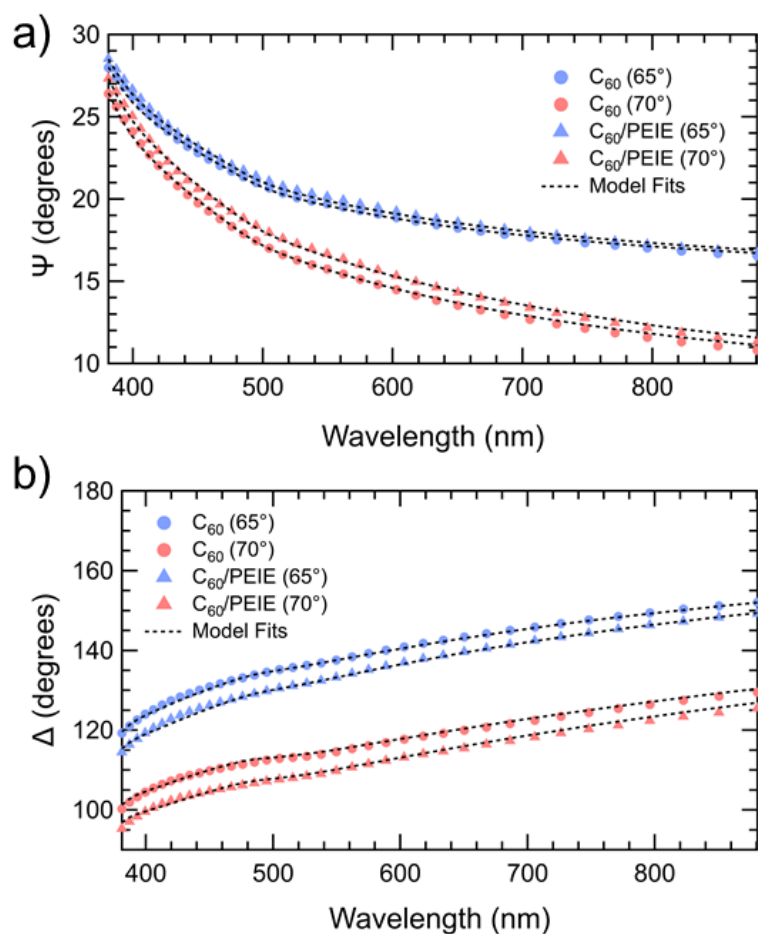 a)
30
25
20
15
10
Ψ (degrees)
C₆₀ (65°)
C₆₀ (70°)
C₆₀/PEIE (65°)
C₆₀/PEIE (70°)
Model Fits
400 500 600 700 800
Wavelength (nm)
b)
180
160
140
120
100
Δ (degrees)
C₆₀ (65°)
C₆₀ (70°)
C₆₀/PEIE (65°)
C₆₀/PEIE (70°)
Model Fits
400 500 600 700 800
Wavelength (nm)